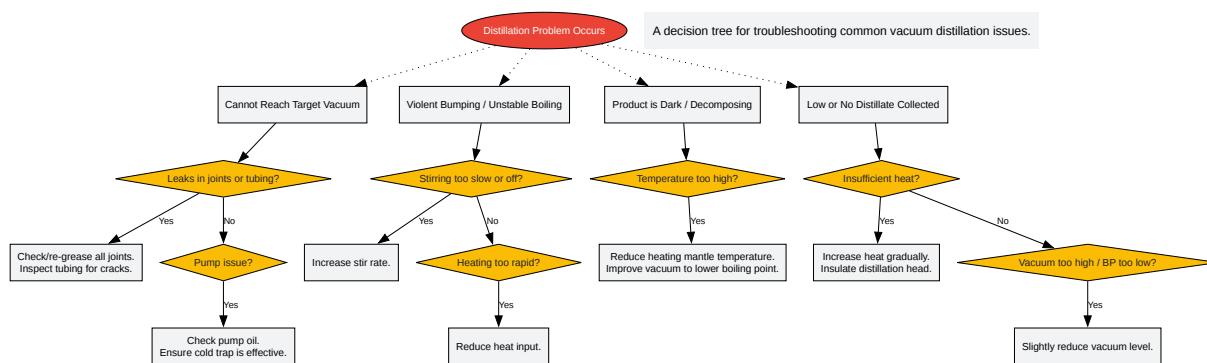 Distillation Problem Occurs
A decision tree for troubleshooting common vacuum distillation issues.
Cannot Reach Target Vacuum
Violent Bumping / Unstable Boiling
Product is Dark / Decomposing
Low or No Distillate Collected
Leaks in joints or tubing?
Stirring too slow or off?
Temperature too high?
Insufficient heat?
Yes
No
Yes
No
Yes
Yes
No
Check/re-grease all joints.
Inspect tubing for cracks.
Pump issue?
Increase stir rate.
Heating too rapid?
Reduce heating mantle temperature.
Improve vacuum to lower boiling point.
Increase heat gradually.
Insulate distillation head.
Vacuum too high / BP too low?
Yes
Yes
Yes
Check pump oil.
Ensure cold trap is effective.
Reduce heat input.
Slightly reduce vacuum level.